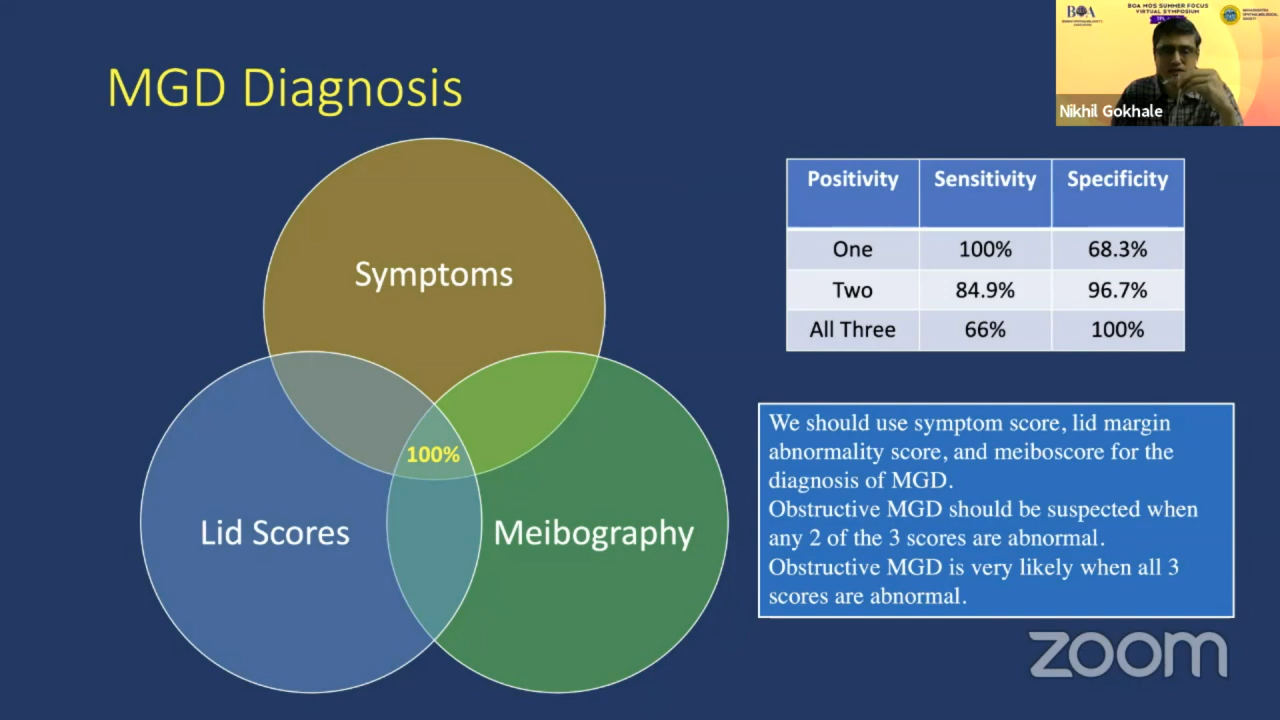 BOA MOS SUMMER FOCUS
VIRTUAL SYMPOSIUM
BOA
Nikhil Gokhale
MGD Diagnosis
Symptoms
100%
Lid Scores
Meibography
Positivity Sensitivity Specificity
One 100% 68.3%
Two 84.9% 96.7%
All Three 66% 100%
We should use symptom score, lid margin
abnormality score, and meiboscore for the
diagnosis of MGD.
Obstructive MGD should be suspected when
any 2 of the 3 scores are abnormal.
Obstructive MGD is very likely when all 3
scores are abnormal.
zoom